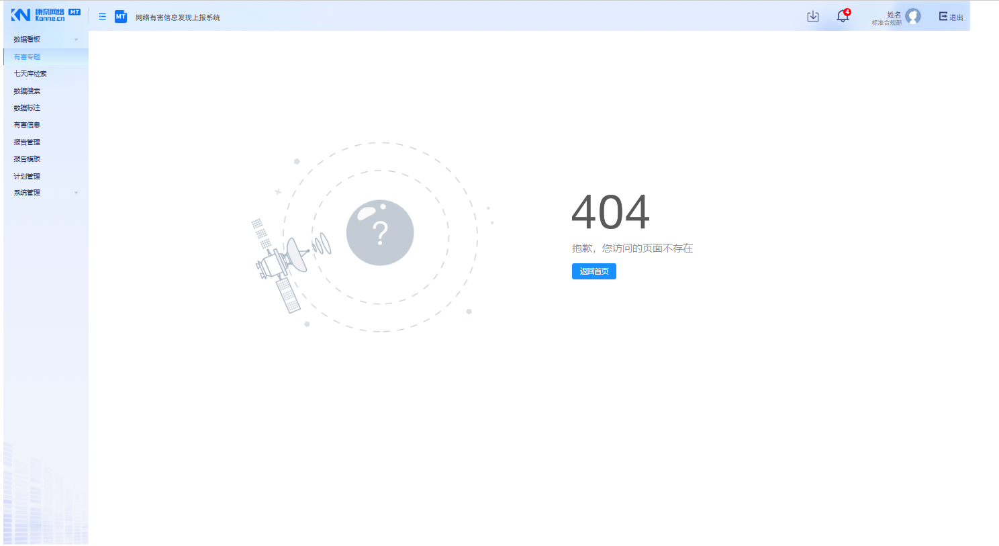 康奈网络 MT
Konne.cn
MT 网络有害信息发现上报系统
4
姓名
标准合规部
退出
数据看板
有害专题
七天库检索
数据搜索
数据标注
有害信息
报告管理
报告模板
计划管理
系统管理
?
404
抱歉，您访问的页面不存在
返回首页